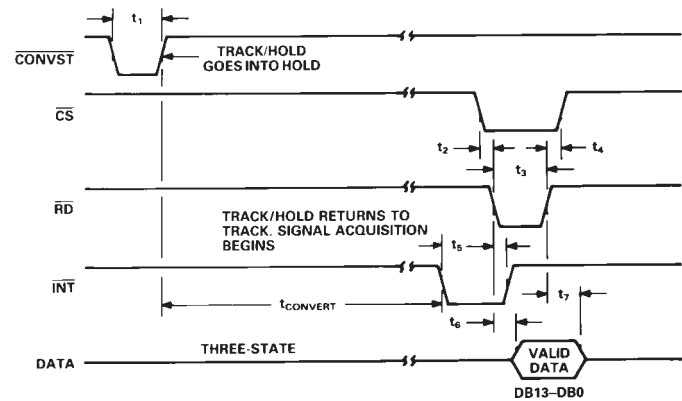 t1
CONVST
TRACK/HOLD
GOES INTO HOLD
CS
t2
t3
t4
RD
TRACK/HOLD RETURNS TO
TRACK. SIGNAL ACQUISITION
BEGINS
t5
INT
tCONVERT
t6
t7
DATA
THREE-STATE
VALID
DATA
DB13–DB0